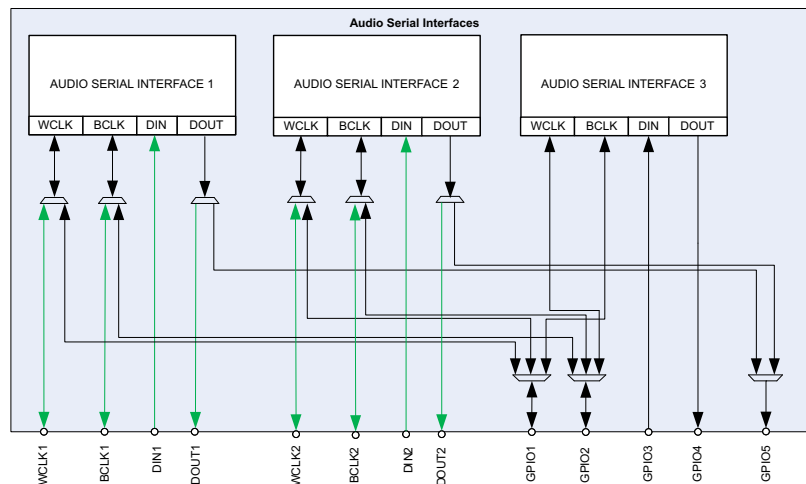 Audio Serial Interfaces
AUDIO SERIAL INTERFACE 1
AUDIO SERIAL INTERFACE 2
AUDIO SERIAL INTERFACE 3
WCLK BCLK DIN DOUT
WCLK BCLK DIN DOUT
WCLK BCLK DIN DOUT
WCLK1
BCLK1
DIN1
DOUT1
WCLK2
BCLK2
DIN2
DOUT2
GPIO1
GPIO2
GPIO3
GPIO4
GPIO5